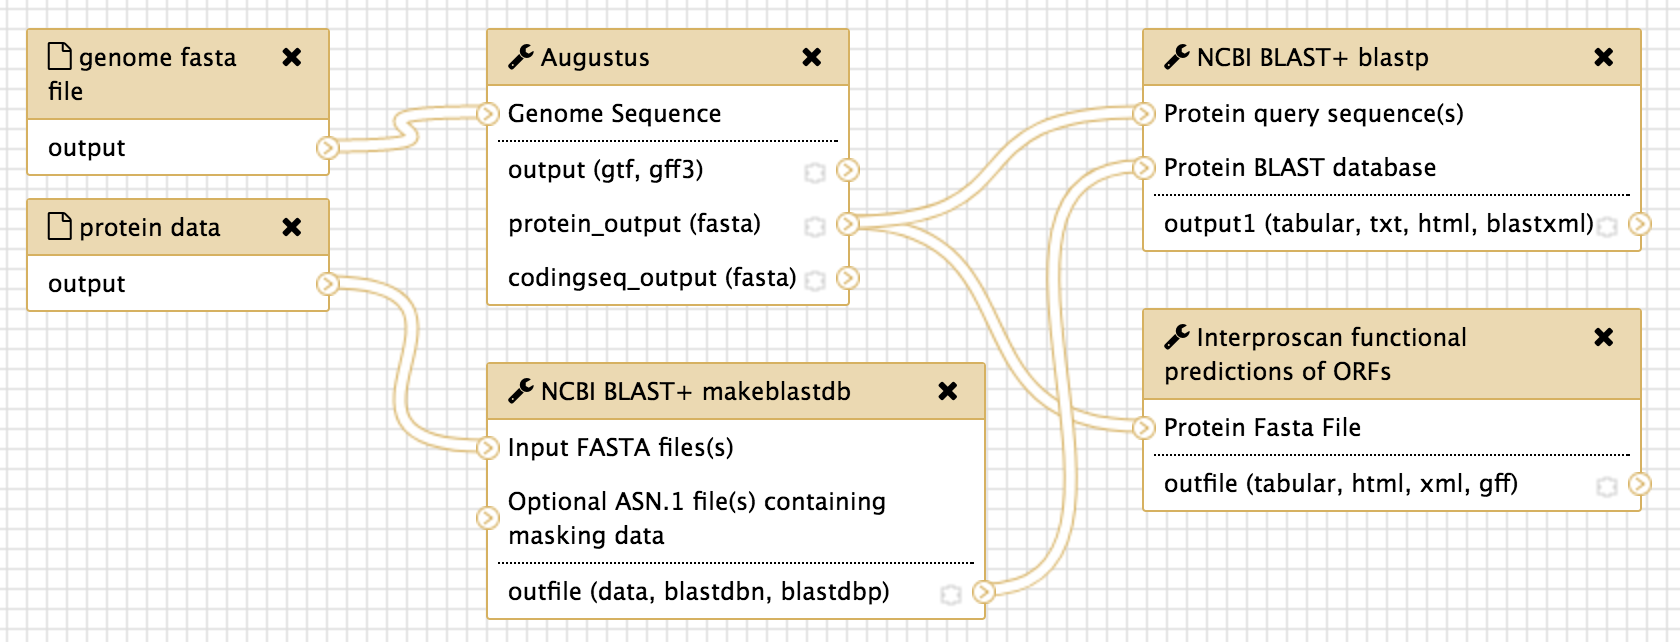 genome fasta
file
output
protein data
output
Augustus
Genome Sequence
output (gtf, gff3)
protein_output (fasta)
codingseq_output (fasta)
NCBI BLAST+ makeblastdb
Input FASTA files(s)
Optional ASN.1 file(s) containing
masking data
outfile (data, blastdbn, blastdbp)
NCBI BLAST+ blastp
Protein query sequence(s)
Protein BLAST database
output1 (tabular, txt, html, blastxml)
Interproscan functional
predictions of ORFs
Protein Fasta File
outfile (tabular, html, xml, gff)